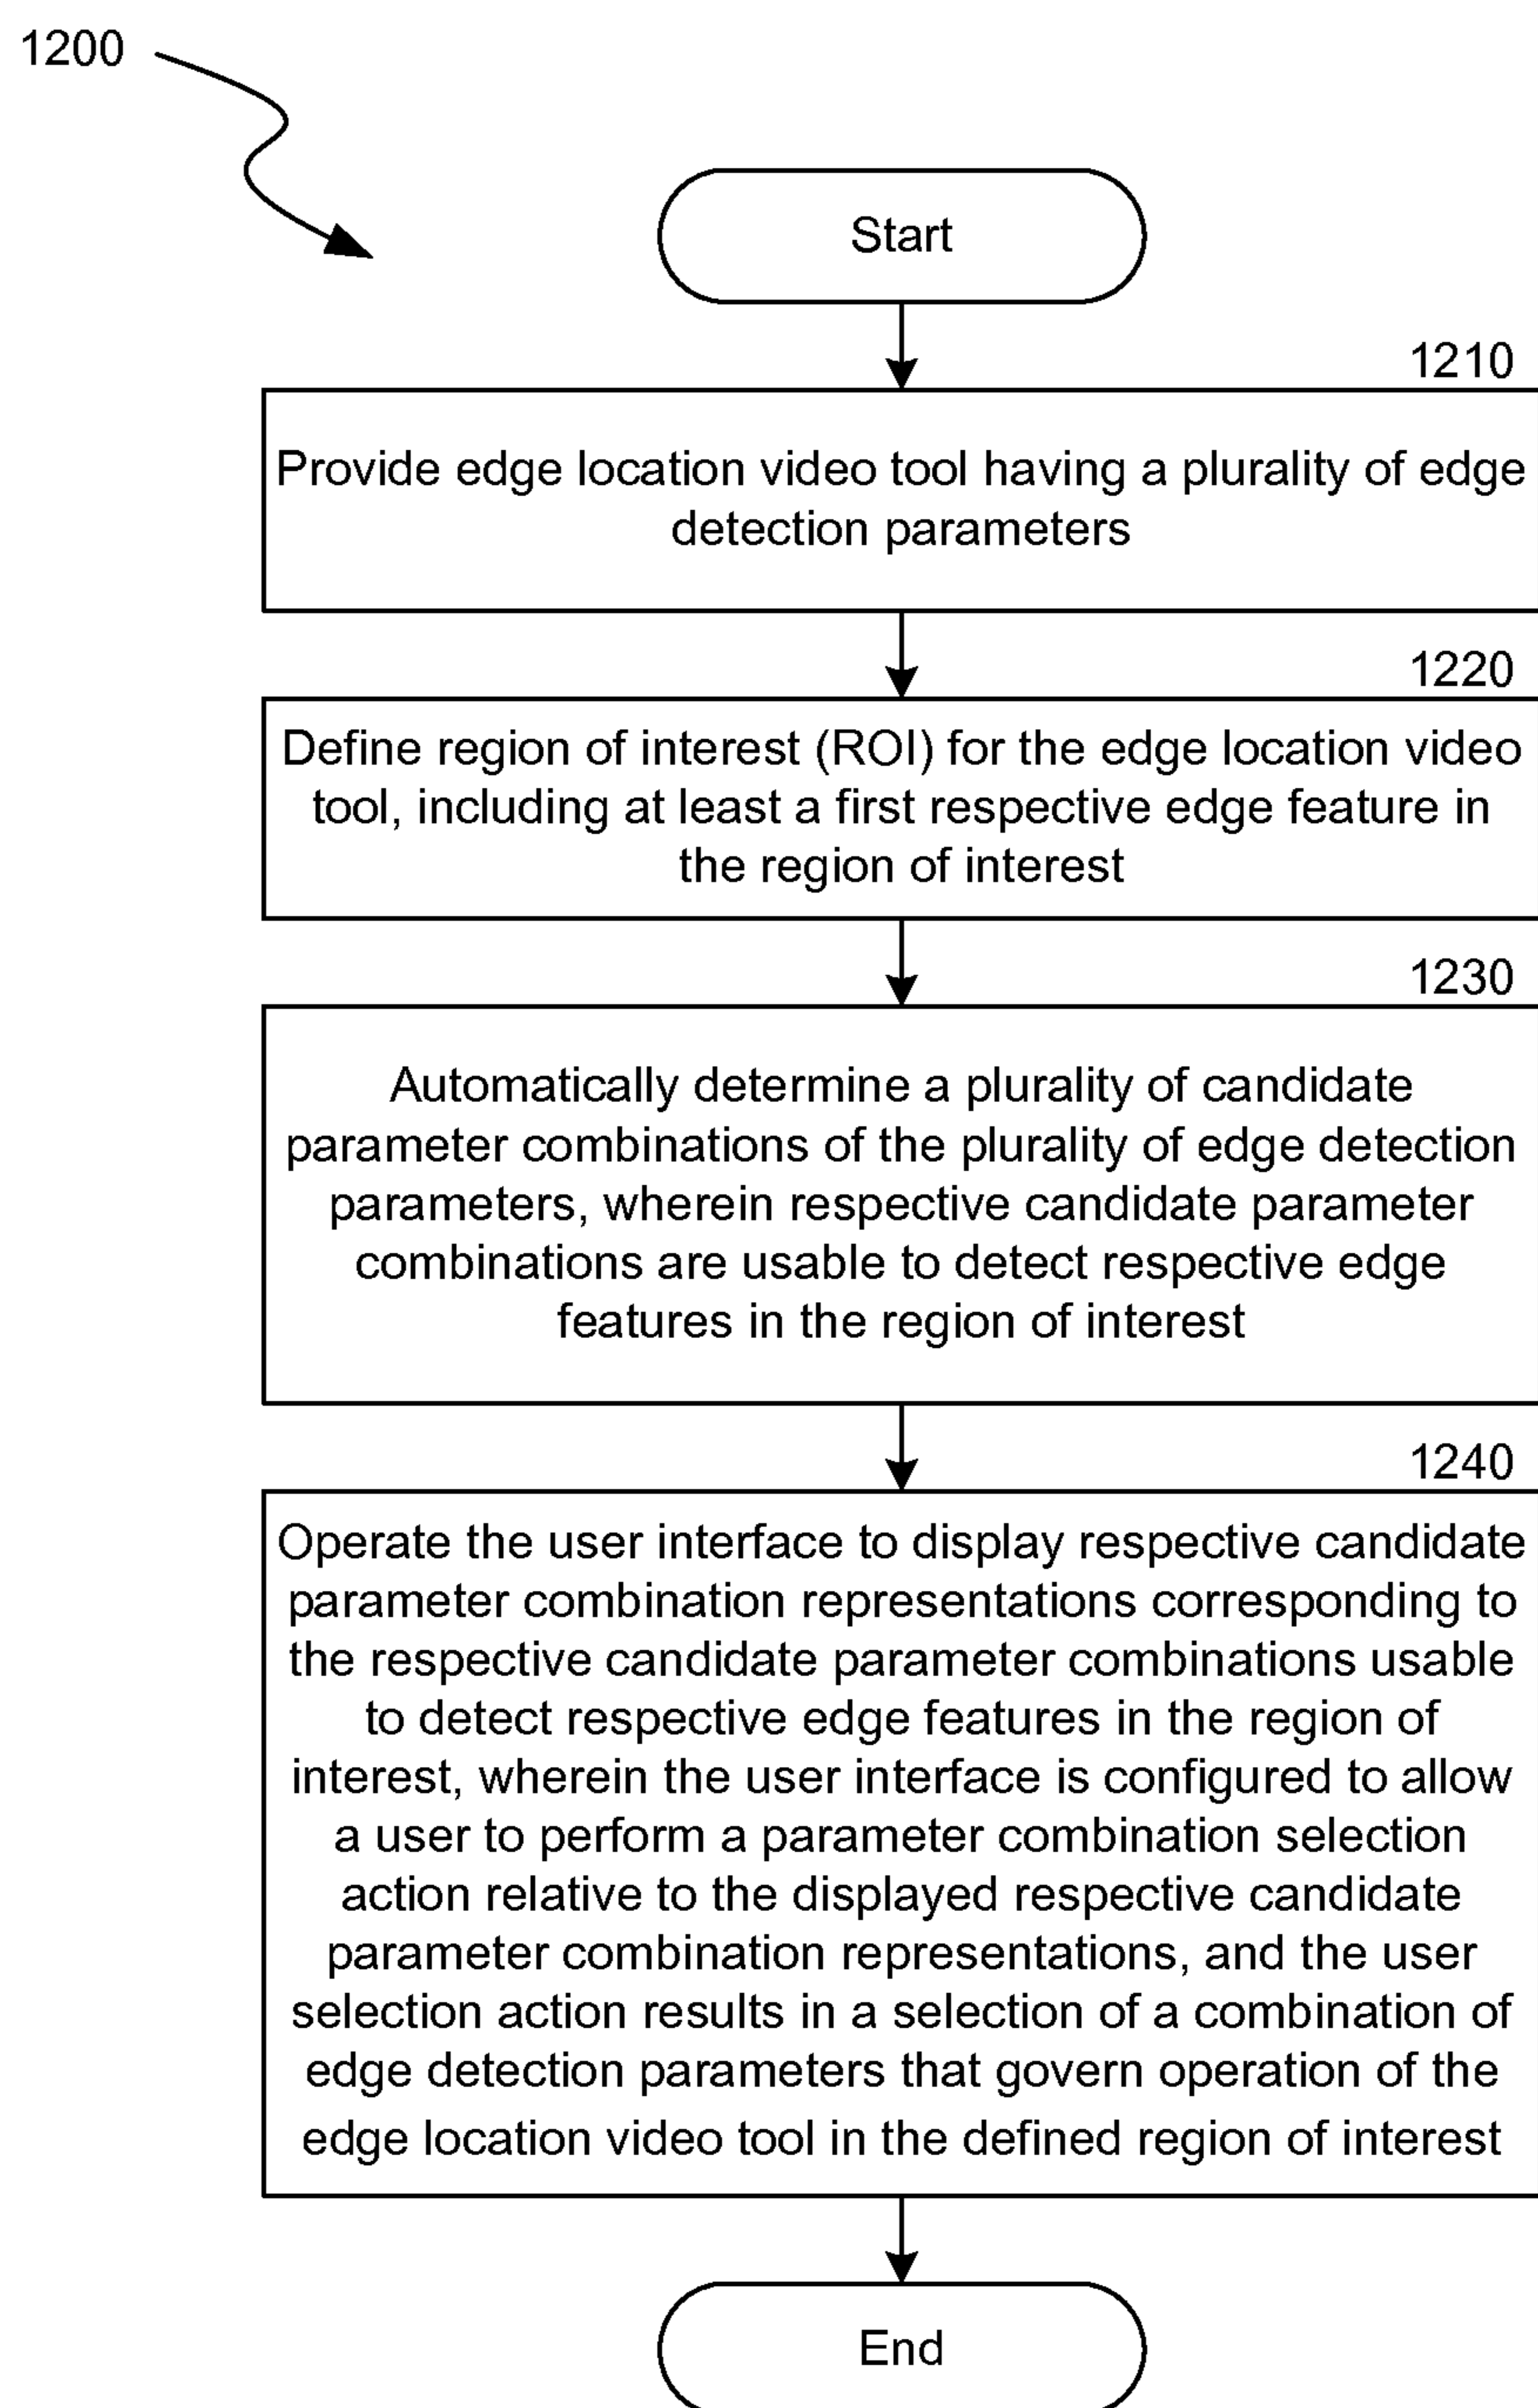 1200
Start
1210
Provide edge location video tool having a plurality of edge
detection parameters
1220
Define region of interest (ROI) for the edge location video
tool, including at least a first respective edge feature in
the region of interest
1230
Automatically determine a plurality of candidate
parameter combinations of the plurality of edge detection
parameters, wherein respective candidate parameter
combinations are usable to detect respective edge
features in the region of interest
1240
Operate the user interface to display respective candidate
parameter combination representations corresponding to
the respective candidate parameter combinations usable
to detect respective edge features in the region of
interest, wherein the user interface is configured to allow
a user to perform a parameter combination selection
action relative to the displayed respective candidate
parameter combination representations, and the user
selection action results in a selection of a combination of
edge detection parameters that govern operation of the
edge location video tool in the defined region of interest
End